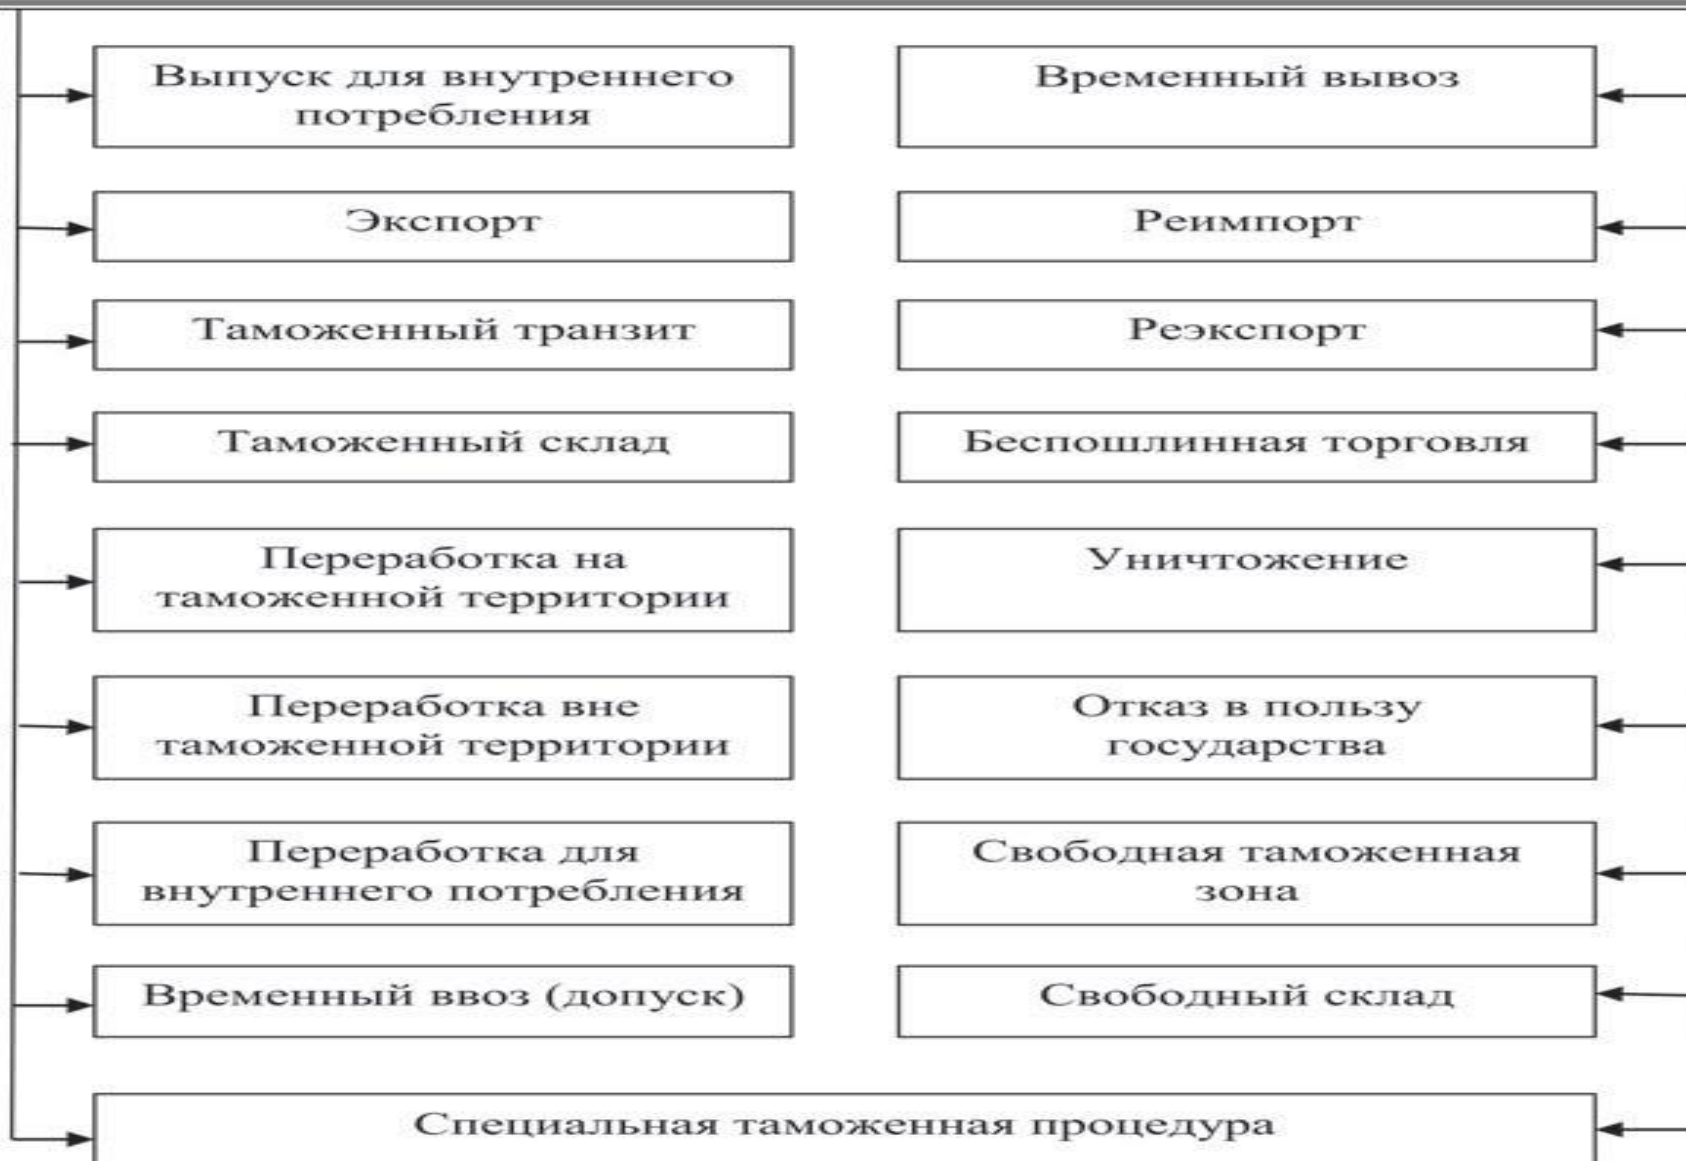 Выпуск для внутреннего
потребления
Временный вывоз
Экспорт
Реимпорт
Таможенный транзит
Реэкспорт
Таможенный склад
Беспошлинная торговля
Переработка на
таможенной территории
Уничтожение
Переработка вне
таможенной территории
Отказ в пользу
государства
Переработка для
внутреннего потребления
Свободная таможенная
зона
Временный ввоз (допуск)
Свободный склад
Специальная таможенная процедура